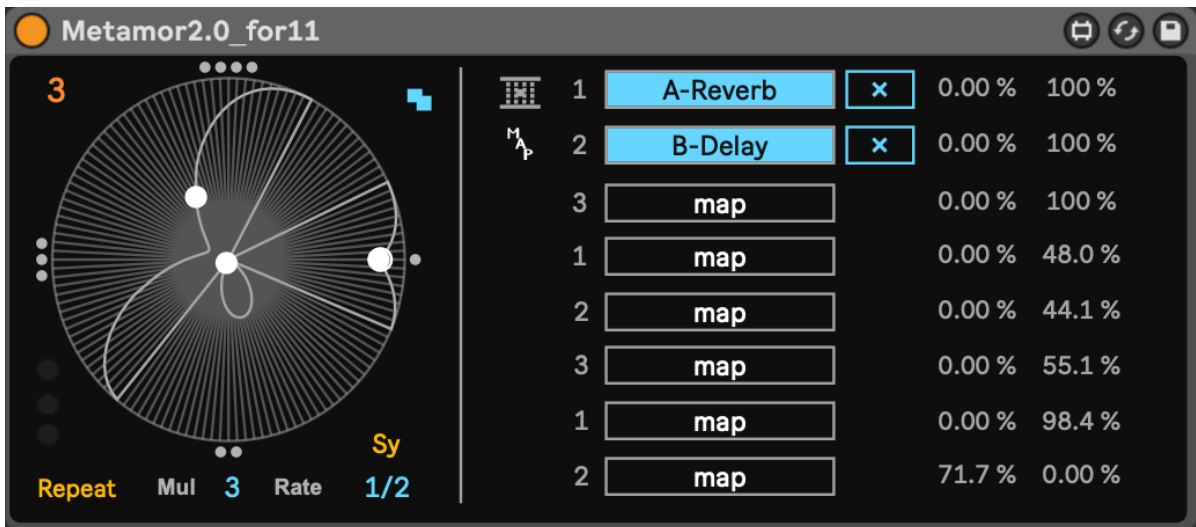 Metamor2.0_for11
3
1 A-Reverb × 0.00 % 100 %
MAP 2 B-Delay × 0.00 % 100 %
3 map 0.00 % 100 %
1 map 0.00 % 48.0 %
2 map 0.00 % 44.1 %
3 map 0.00 % 55.1 %
1 map 0.00 % 98.4 %
2 map 71.7 % 0.00 %
Sy
Repeat Mul 3 Rate 1/2